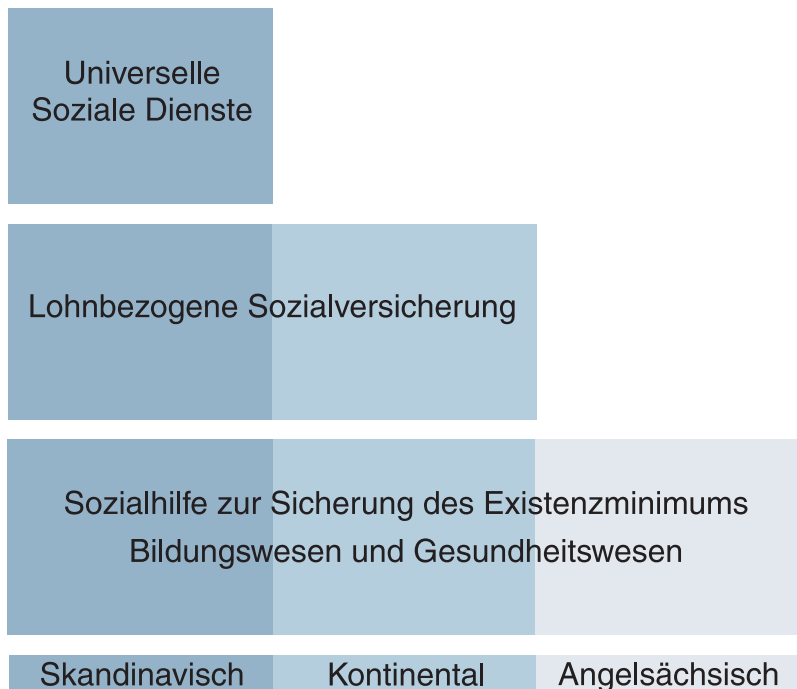 Universelle
Soziale Dienste
Lohnbezogene Sozialversicherung
Sozialhilfe zur Sicherung des Existenzminimums
Bildungswesen und Gesundheitswesen
Skandinavisch Kontinental Angelsächsisch